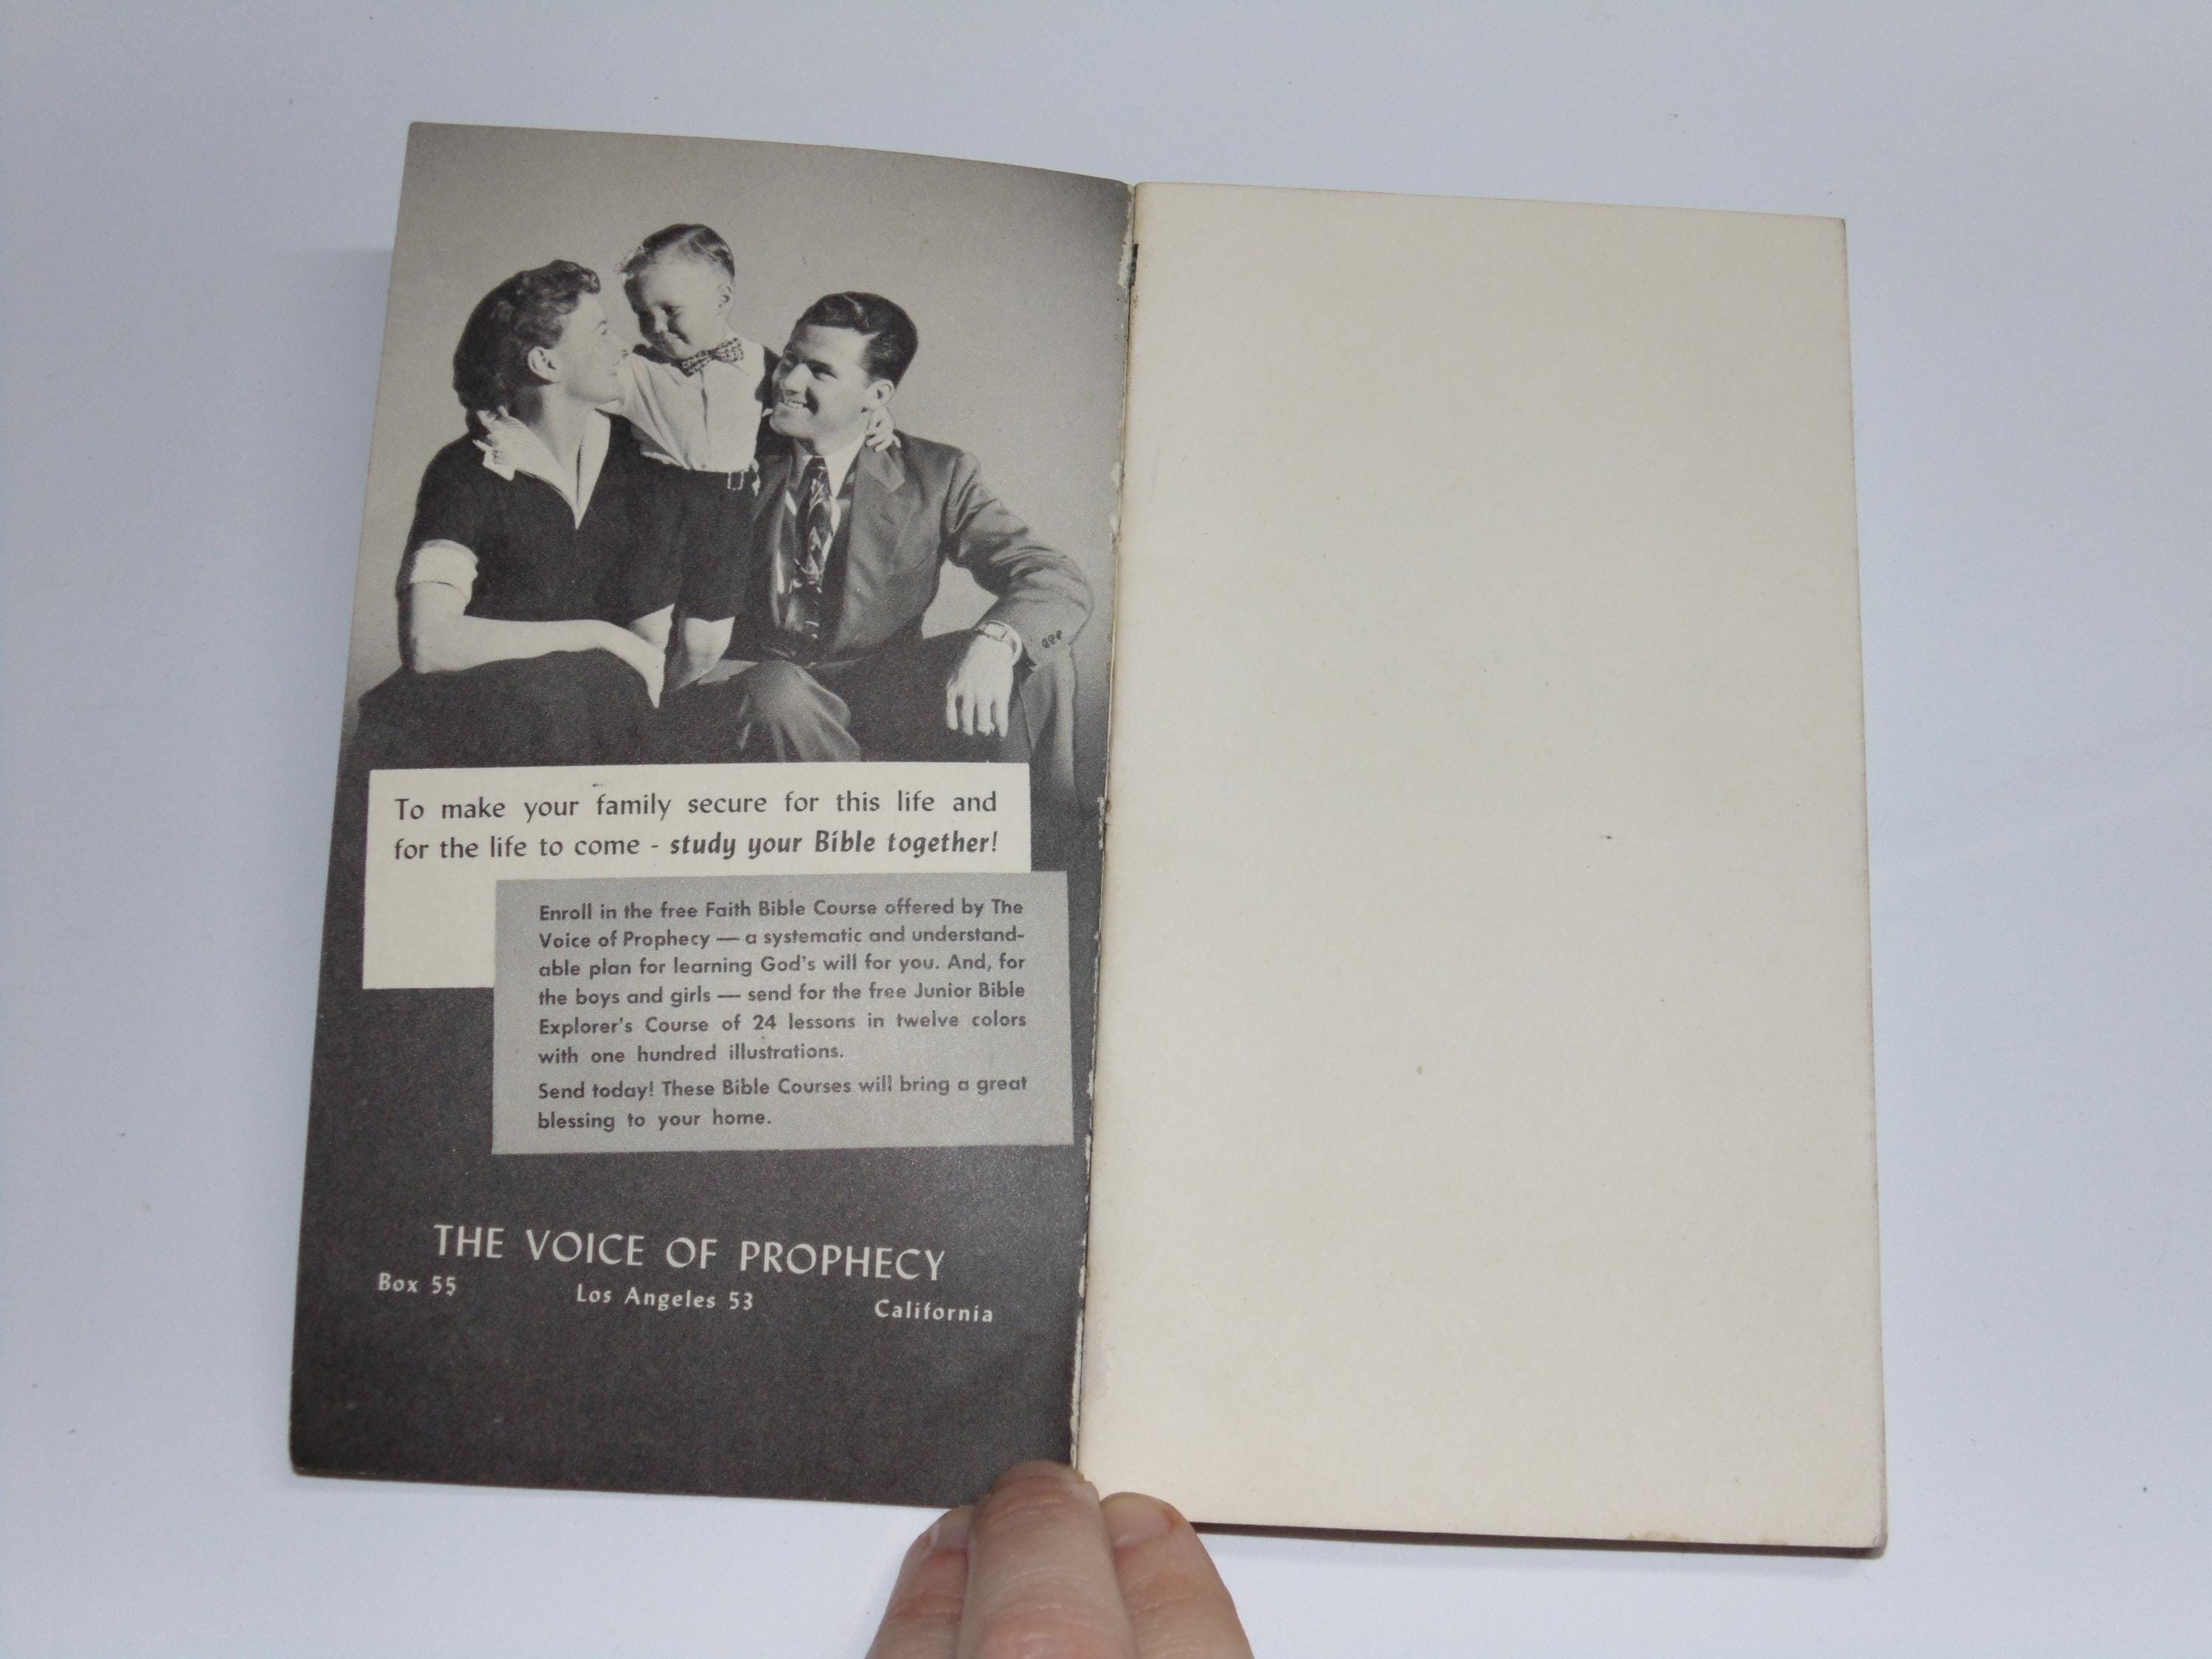 To make your family secure for this life and
for the life to come - study your Bible together!
Enroll in the free Faith Bible Course offered by The
Voice of Prophecy — a systematic and understand-
able plan for learning God's will for you. And, for
the boys and girls — send for the free Junior Bible
Explorer's Course of 24 lessons in twelve colors
with one hundred illustrations.
Send today! These Bible Courses will bring a great
blessing to your home.
THE VOICE OF PROPHECY
Box 55 Los Angeles 53 California